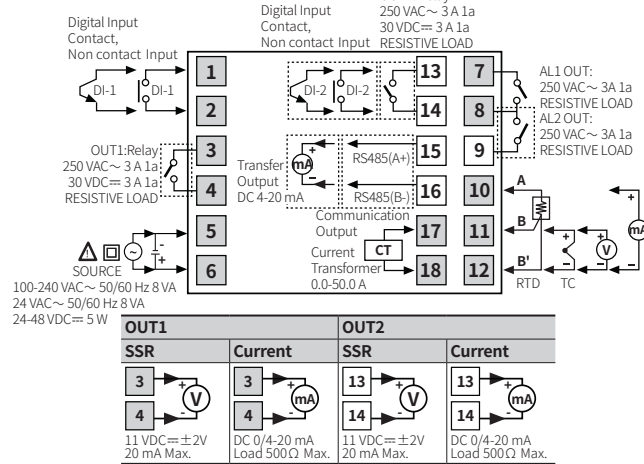 Digital Input
Contact,
Non contact Input
DI-1
DI-1
Digital Input
Contact,
Non contact Input
DI-2
DI-2
250 VAC～ 3 A 1a
30 VDC⎓ 3 A 1a
RESISTIVE LOAD
1
2
3
4
5
6
13
14
15
16
17
18
7
8
9
10
11
12
OUT1:Relay
250 VAC～ 3 A 1a
30 VDC⎓ 3 A 1a
RESISTIVE LOAD
Transfer
Output
DC 4-20 mA
mA
+
-
RS485(A+)
RS485(B-)
Communication
Output
CT
Current
Transformer
0.0-50.0 A
AL1 OUT:
250 VAC～ 3A 1a
RESISTIVE LOAD
AL2 OUT:
250 VAC～ 3A 1a
RESISTIVE LOAD
A
B
B'
RTD
TC
+
-
V
+
-
mA
+
-
-
+
SOURCE
100-240 VAC～ 50/60 Hz 8 VA
24 VAC～ 50/60 Hz 8 VA
24-48 VDC⎓ 5 W
OUT1
OUT2
SSR
Current
SSR
Current
3
+
V
4
-
3
+
mA
4
-
13
+
V
14
-
13
+
mA
14
-
11 VDC⎓ ±2V
20 mA Max.
DC 0/4-20 mA
Load 500Ω Max.
11 VDC⎓ ±2V
20 mA Max.
DC 0/4-20 mA
Load 500Ω Max.